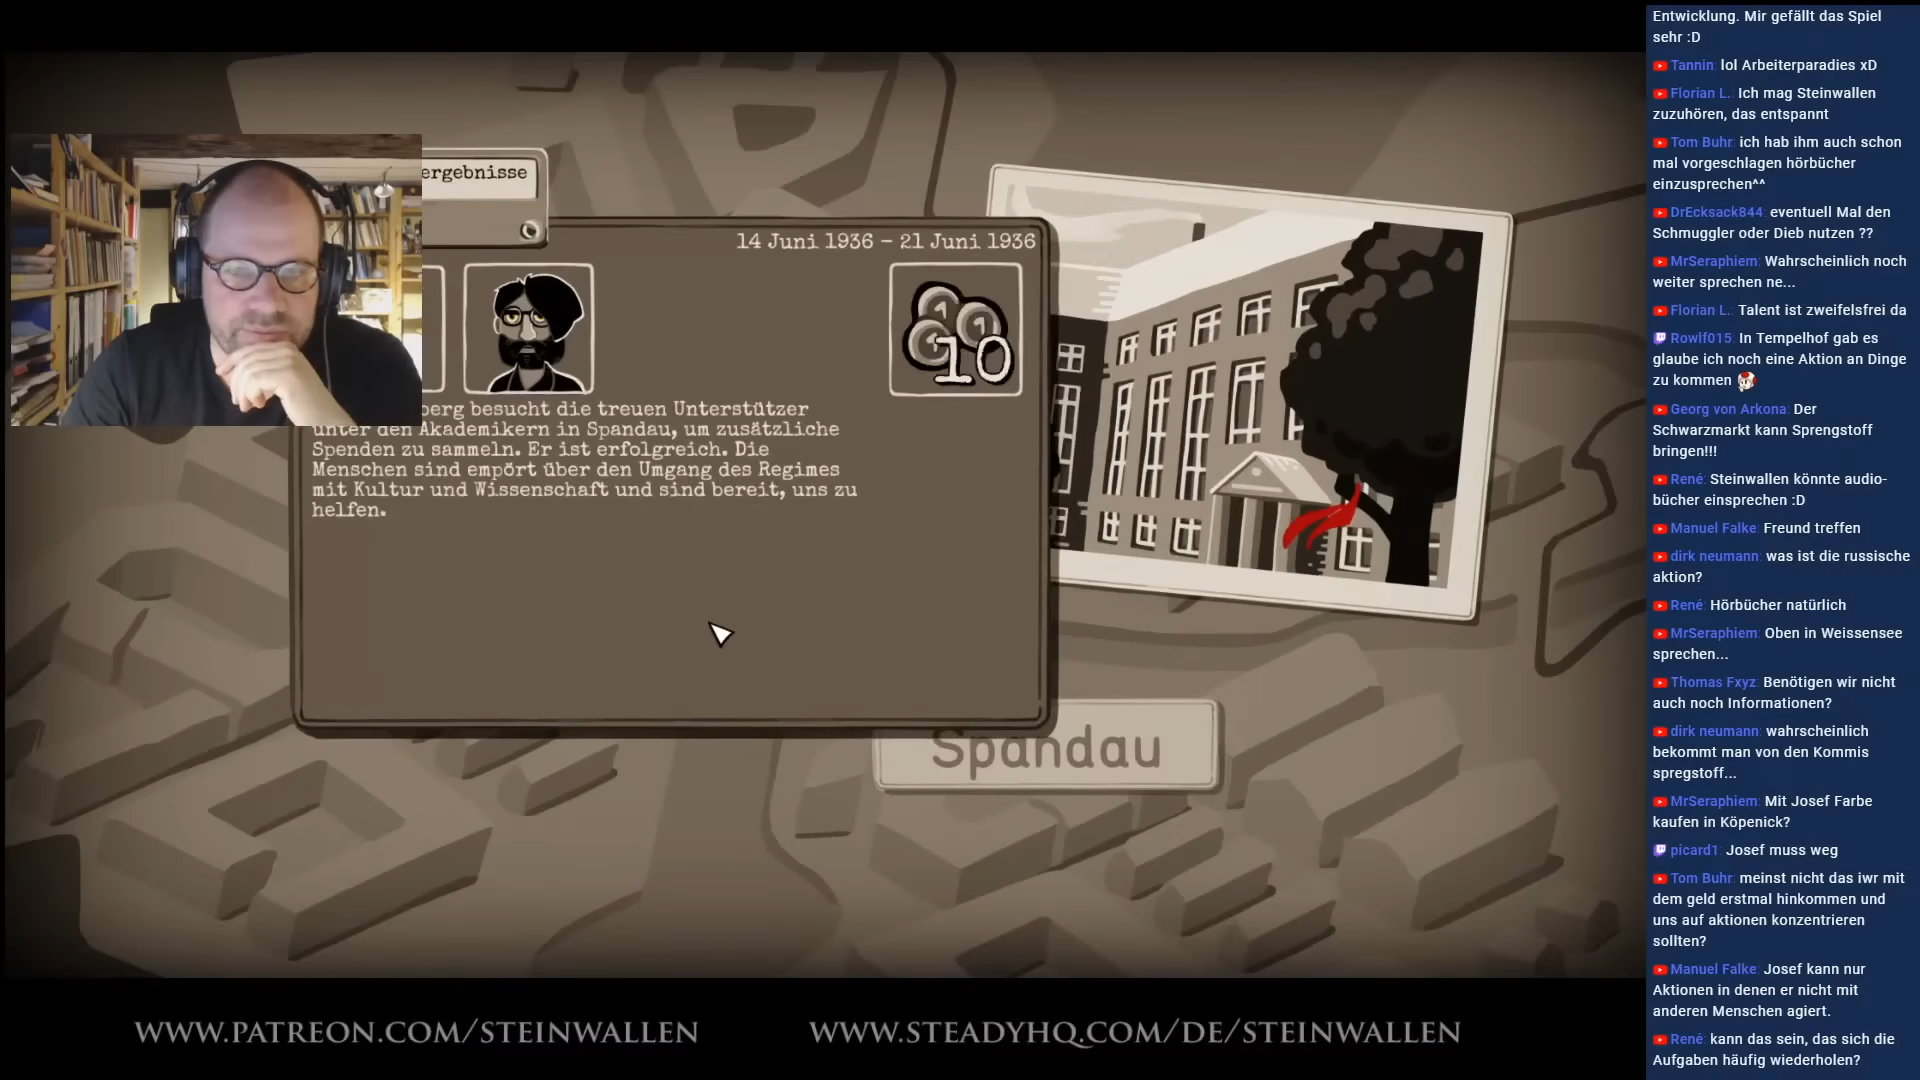 ergebnisse
14 Juni 1936 – 21 Juni 1936
10
berg besucht die treuen Unterstützer
unter den Akademikern in Spandau, um zusätzliche
Spenden zu sammeln. Er ist erfolgreich. Die
Menschen sind empört über den Umgang des Regimes
mit Kultur und Wissenschaft und sind bereit, uns zu
helfen.
Spandau
WWW.PATREON.COM/STEINWALLEN
WWW.STEADYHQ.COM/DE/STEINWALLEN
Entwicklung. Mir gefällt das Spiel
sehr :D
Tannin: lol Arbeiterparadies xD
Florian L.: Ich mag Steinwallen
zuzuhören, das entspannt
Tom Buhr: ich hab ihm auch schon
mal vorgeschlagen hörbücher
einzusprechen^^
DrEcksack844: eventuell Mal den
Schmuggler oder Dieb nutzen ??
MrSeraphiem: Wahrscheinlich noch
weiter sprechen ne...
Florian L.: Talent ist zweifelsfrei da
Rowlf015: In Tempelhof gab es
glaube ich noch eine Aktion an Dinge
zu kommen
Georg von Arkona: Der
Schwarzmarkt kann Sprengstoff
bringen!!!
René: Steinwallen könnte audio-
bücher einsprechen :D
Manuel Falke: Freund treffen
dirk neumann: was ist die russische
aktion?
René: Hörbücher natürlich
MrSeraphiem: Oben in Weissensee
sprechen...
Thomas Fxyz: Benötigen wir nicht
auch noch Informationen?
dirk neumann: wahrscheinlich
bekommt man von den Kommis
spregstoff...
MrSeraphiem: Mit Josef Farbe
kaufen in Köpenick?
picard1: Josef muss weg
Tom Buhr: meinst nicht das iwr mit
dem geld erstmal hinkommen und
uns auf aktionen konzentrieren
sollten?
Manuel Falke: Josef kann nur
Aktionen in denen er nicht mit
anderen Menschen agiert.
René: kann das sein, das sich die
Aufgaben häufig wiederholen?